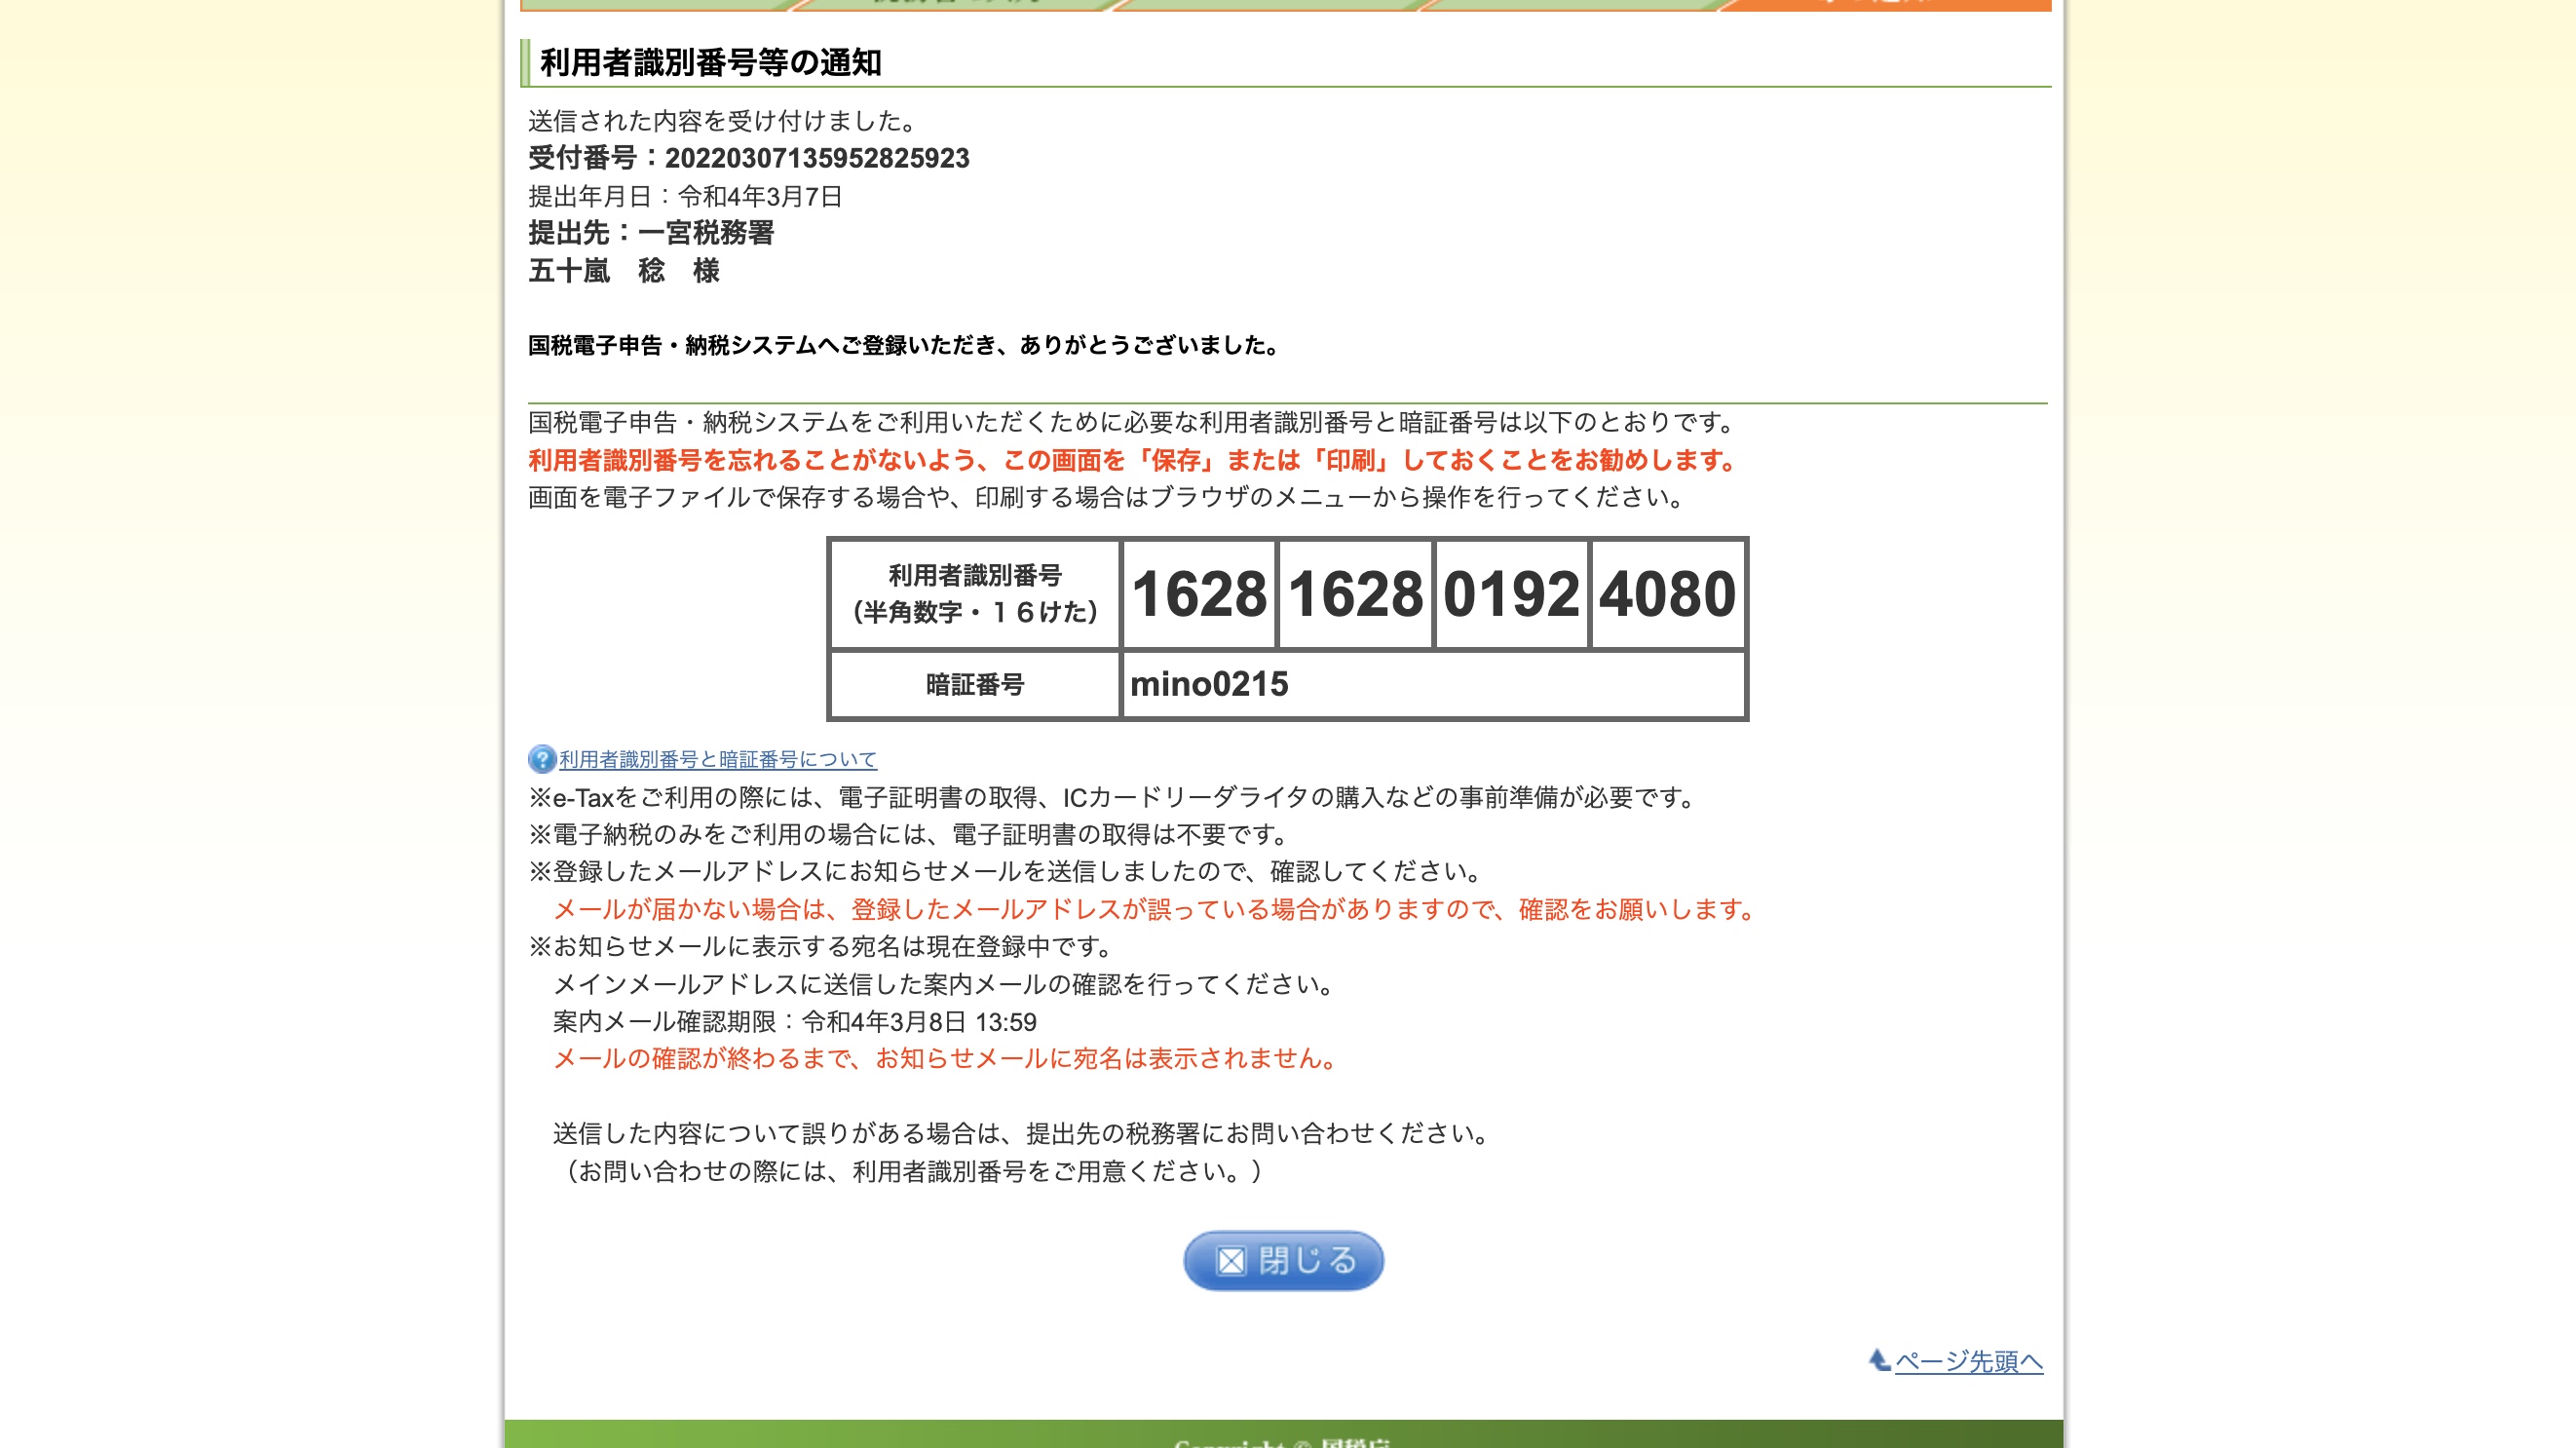 利用者識別番号等の通知
送信された内容を受け付けました。
受付番号：20220307135952825923
提出年月日：令和4年3月7日
提出先：一宮税務署
五十嵐　稔　様
国税電子申告・納税システムへご登録いただき、ありがとうございました。
国税電子申告・納税システムをご利用いただくために必要な利用者識別番号と暗証番号は以下のとおりです。
利用者識別番号を忘れることがないよう、この画面を「保存」または「印刷」しておくことをお勧めします。
画面を電子ファイルで保存する場合や、印刷する場合はブラウザのメニューから操作を行ってください。
利用者識別番号
（半角数字・１６けた） 1628 1628 0192 4080
暗証番号 mino0215
利用者識別番号と暗証番号について
※e-Taxをご利用の際には、電子証明書の取得、ICカードリーダライタの購入などの事前準備が必要です。
※電子納税のみをご利用の場合には、電子証明書の取得は不要です。
※登録したメールアドレスにお知らせメールを送信しましたので、確認してください。
メールが届かない場合は、登録したメールアドレスが誤っている場合がありますので、確認をお願いします。
※お知らせメールに表示する宛名は現在登録中です。
メインメールアドレスに送信した案内メールの確認を行ってください。
案内メール確認期限：令和4年3月8日 13:59
メールの確認が終わるまで、お知らせメールに宛名は表示されません。
送信した内容について誤りがある場合は、提出先の税務署にお問い合わせください。
（お問い合わせの際には、利用者識別番号をご用意ください。）
閉じる
ページ先頭へ
Copyright © 国税庁